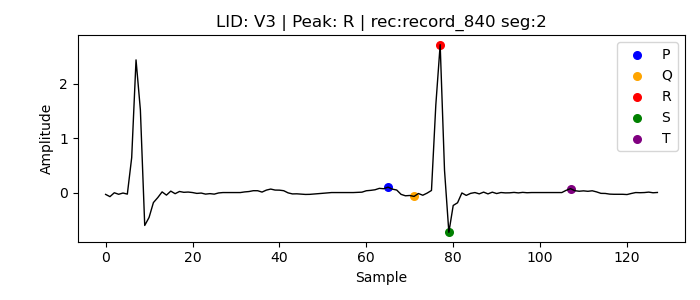 LID: V3 | Peak: R | rec:record_840 seg:2
Amplitude
2
1
0
P
Q
R
S
T
0 20 40 60 80 100 120
Sample